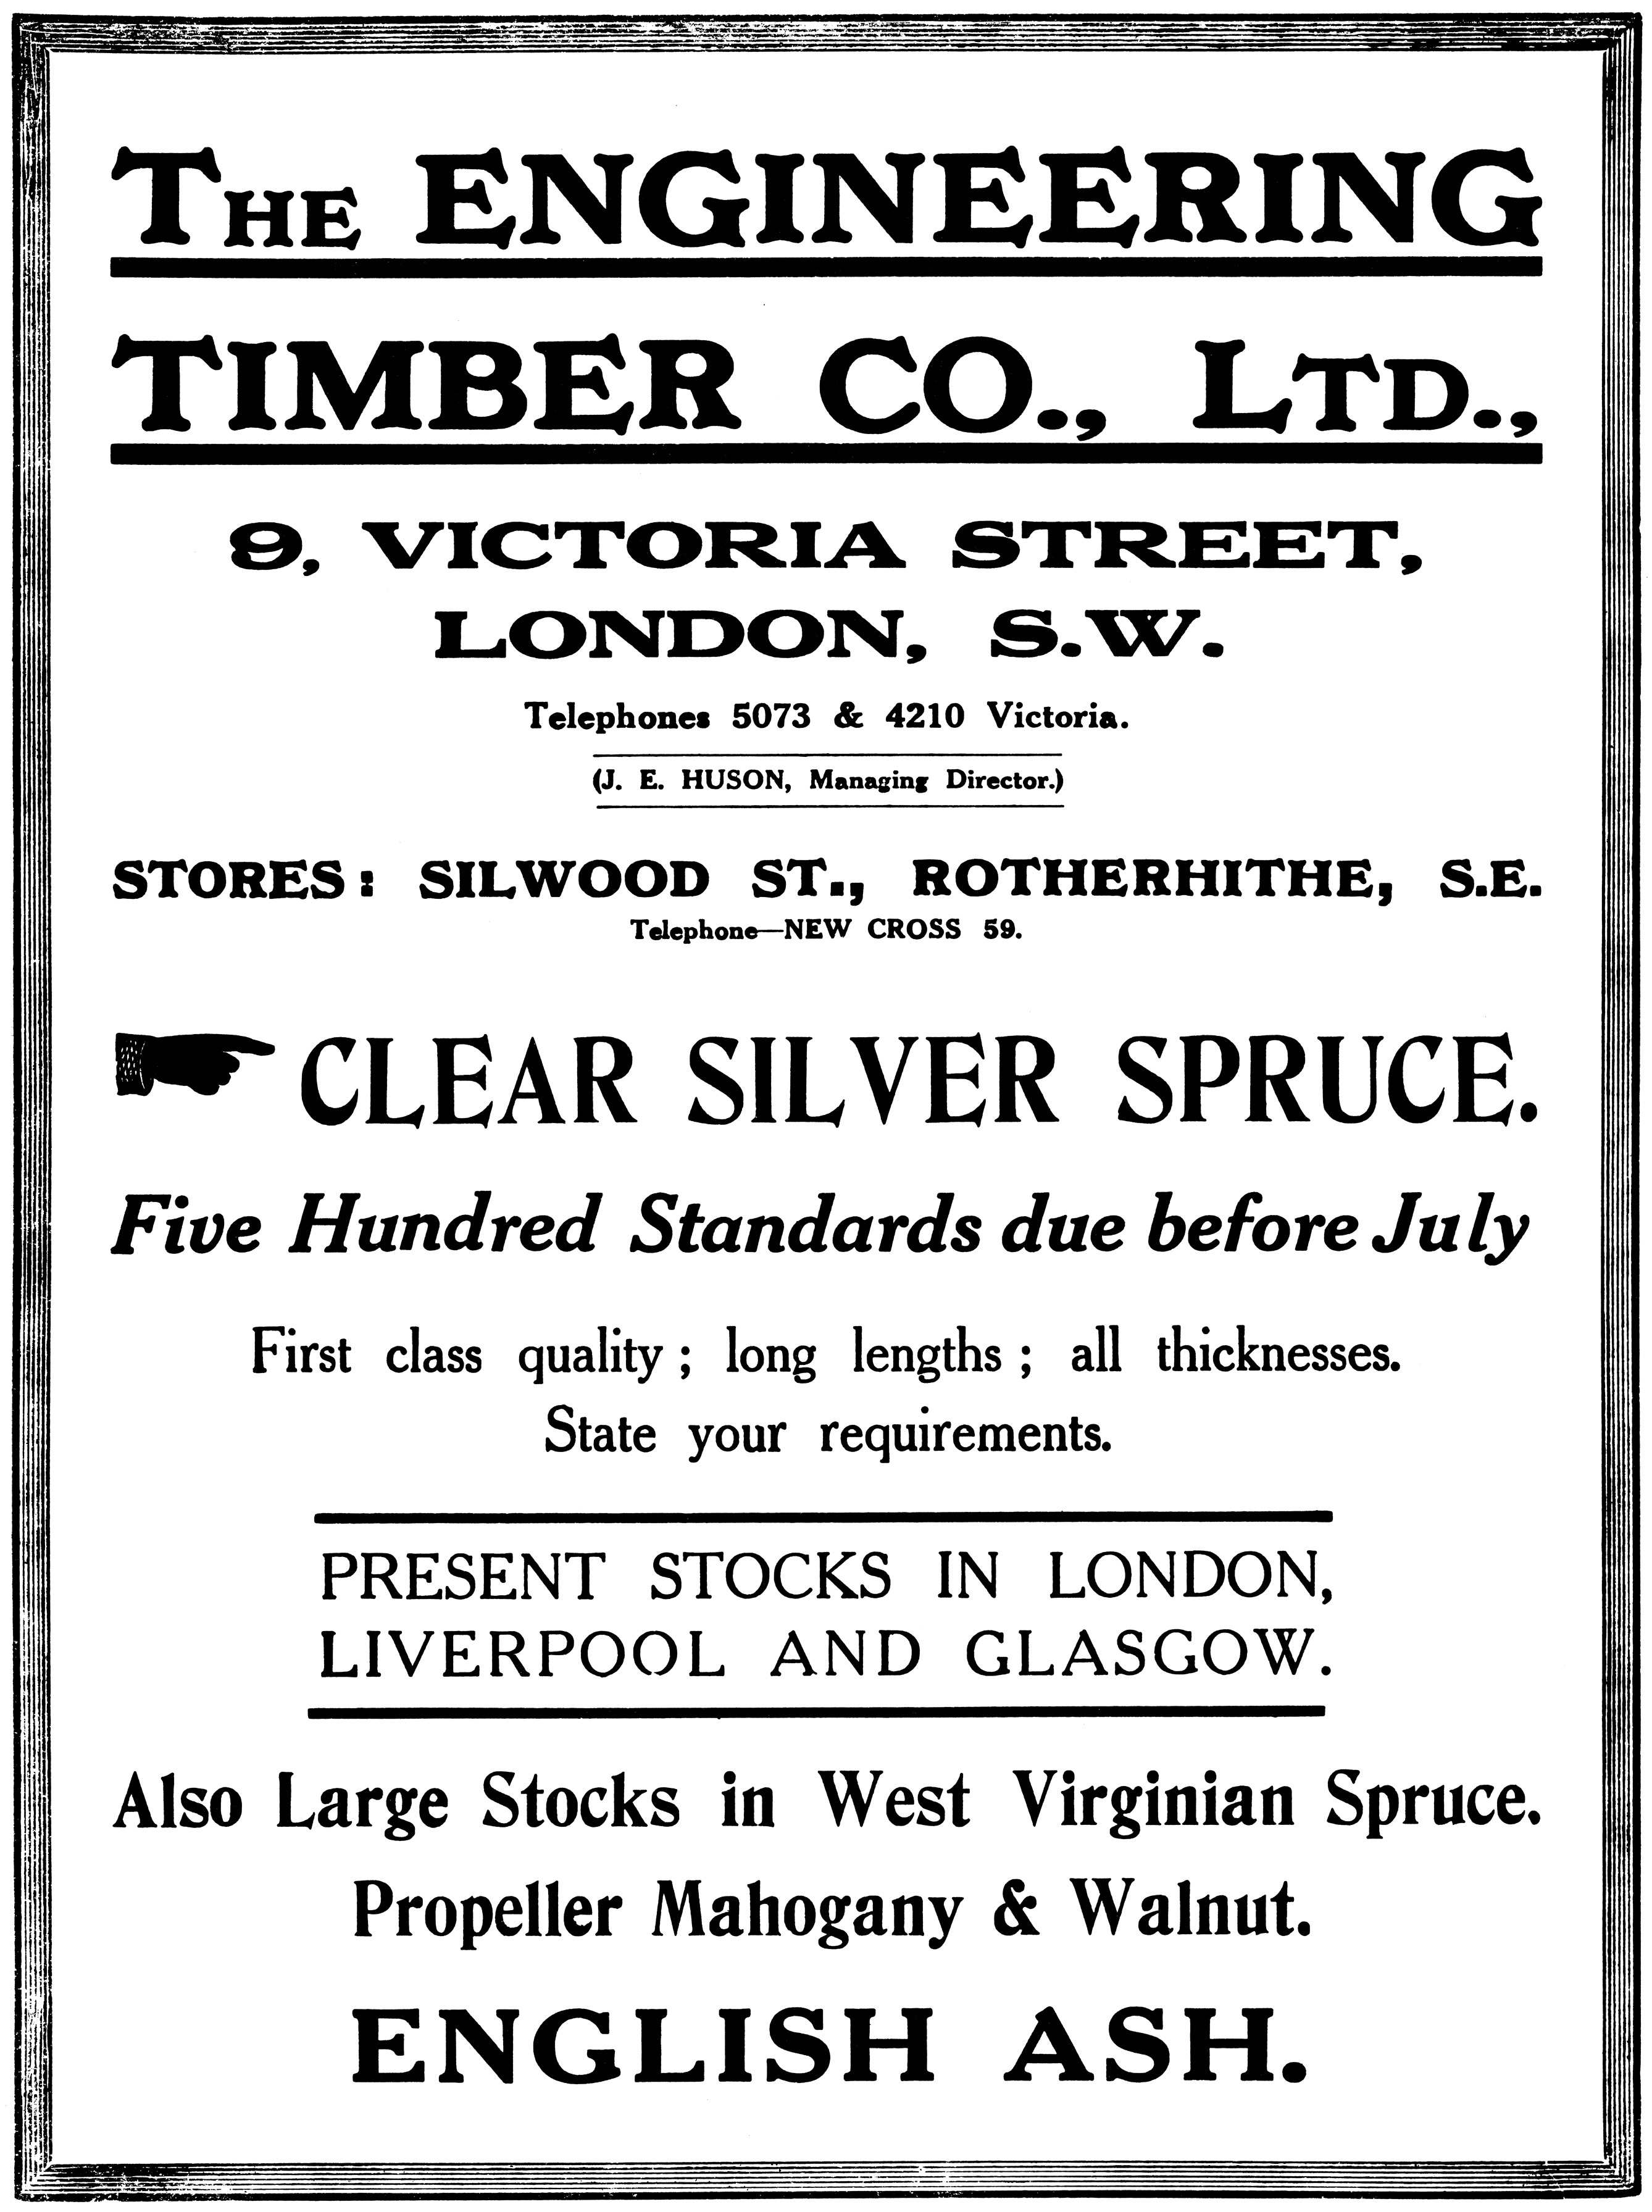 THE ENGINEERING
TIMBER CO., LTD.,
9, VICTORIA STREET,
LONDON, S.W.
Telephones 5073 & 4210 Victoria.
(J. E. HUSON, Managing Director.)
STORES: SILWOOD ST., ROTHERHITHE, S.E.
Telephone—NEW CROSS 59.
CLEAR SILVER SPRUCE.
Five Hundred Standards due before July
First class quality; long lengths; all thicknesses.
State your requirements.
PRESENT STOCKS IN LONDON,
LIVERPOOL AND GLASGOW.
Also Large Stocks in West Virginian Spruce.
Propeller Mahogany & Walnut.
ENGLISH ASH.